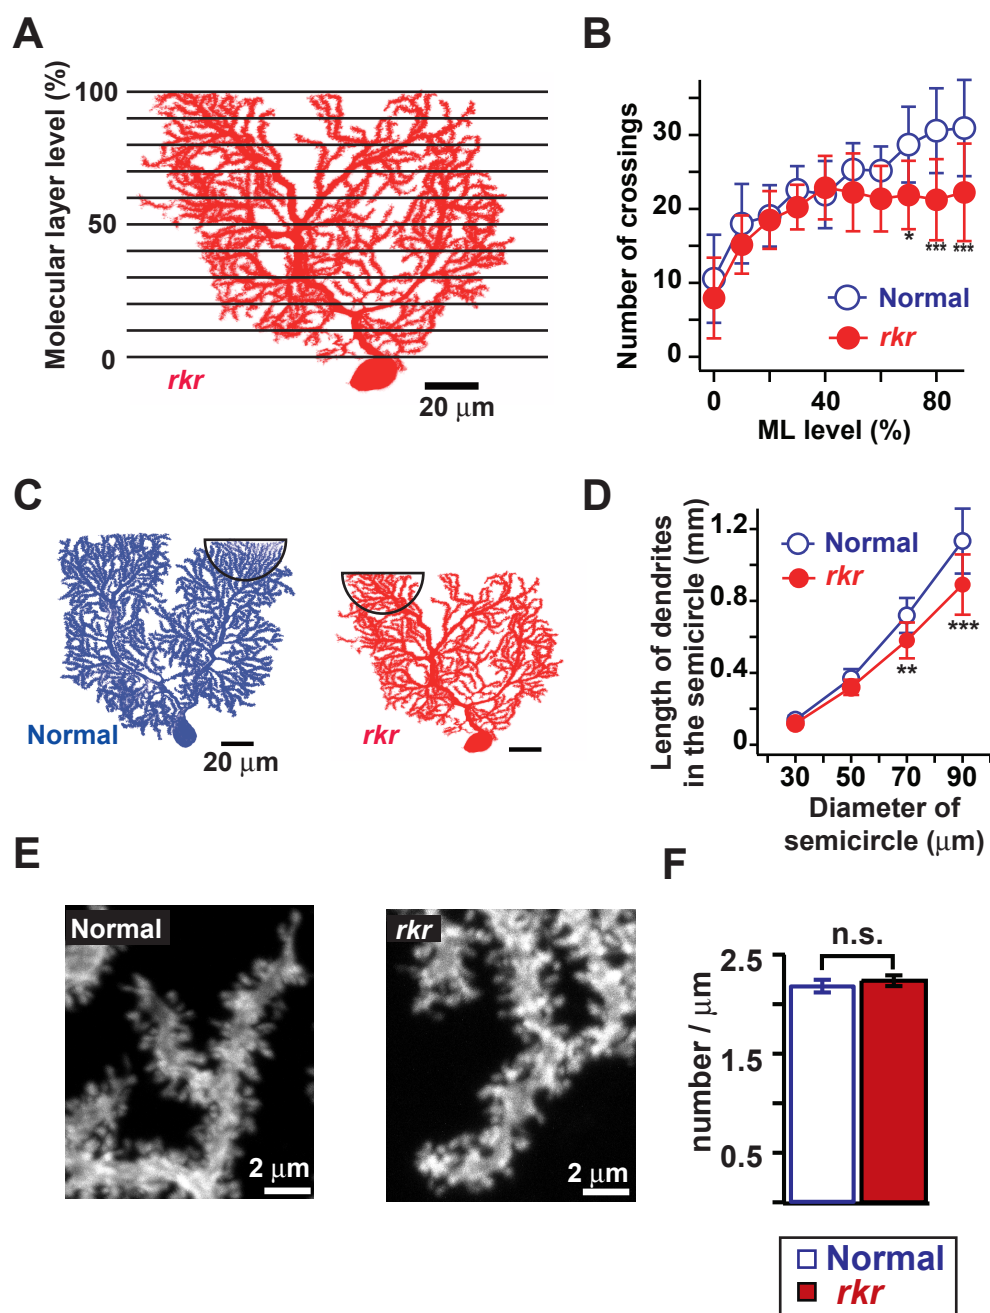 A
Molecular layer level (%)
100
50
0
rkr
20 μm
B
Number of crossings
30
20
10
0
* *** ***
Normal
rkr
0 40 80
ML level (%)
C
Normal
20 μm
rkr
D
Length of dendrites
in the semicircle (mm)
1.2
0.8
0.4
0
Normal
rkr
**
***
30 50 70 90
Diameter of
semicircle (μm)
E
Normal
2 μm
rkr
2 μm
F
n.s.
number / μm
2.5
1.5
0.5
Normal
rkr